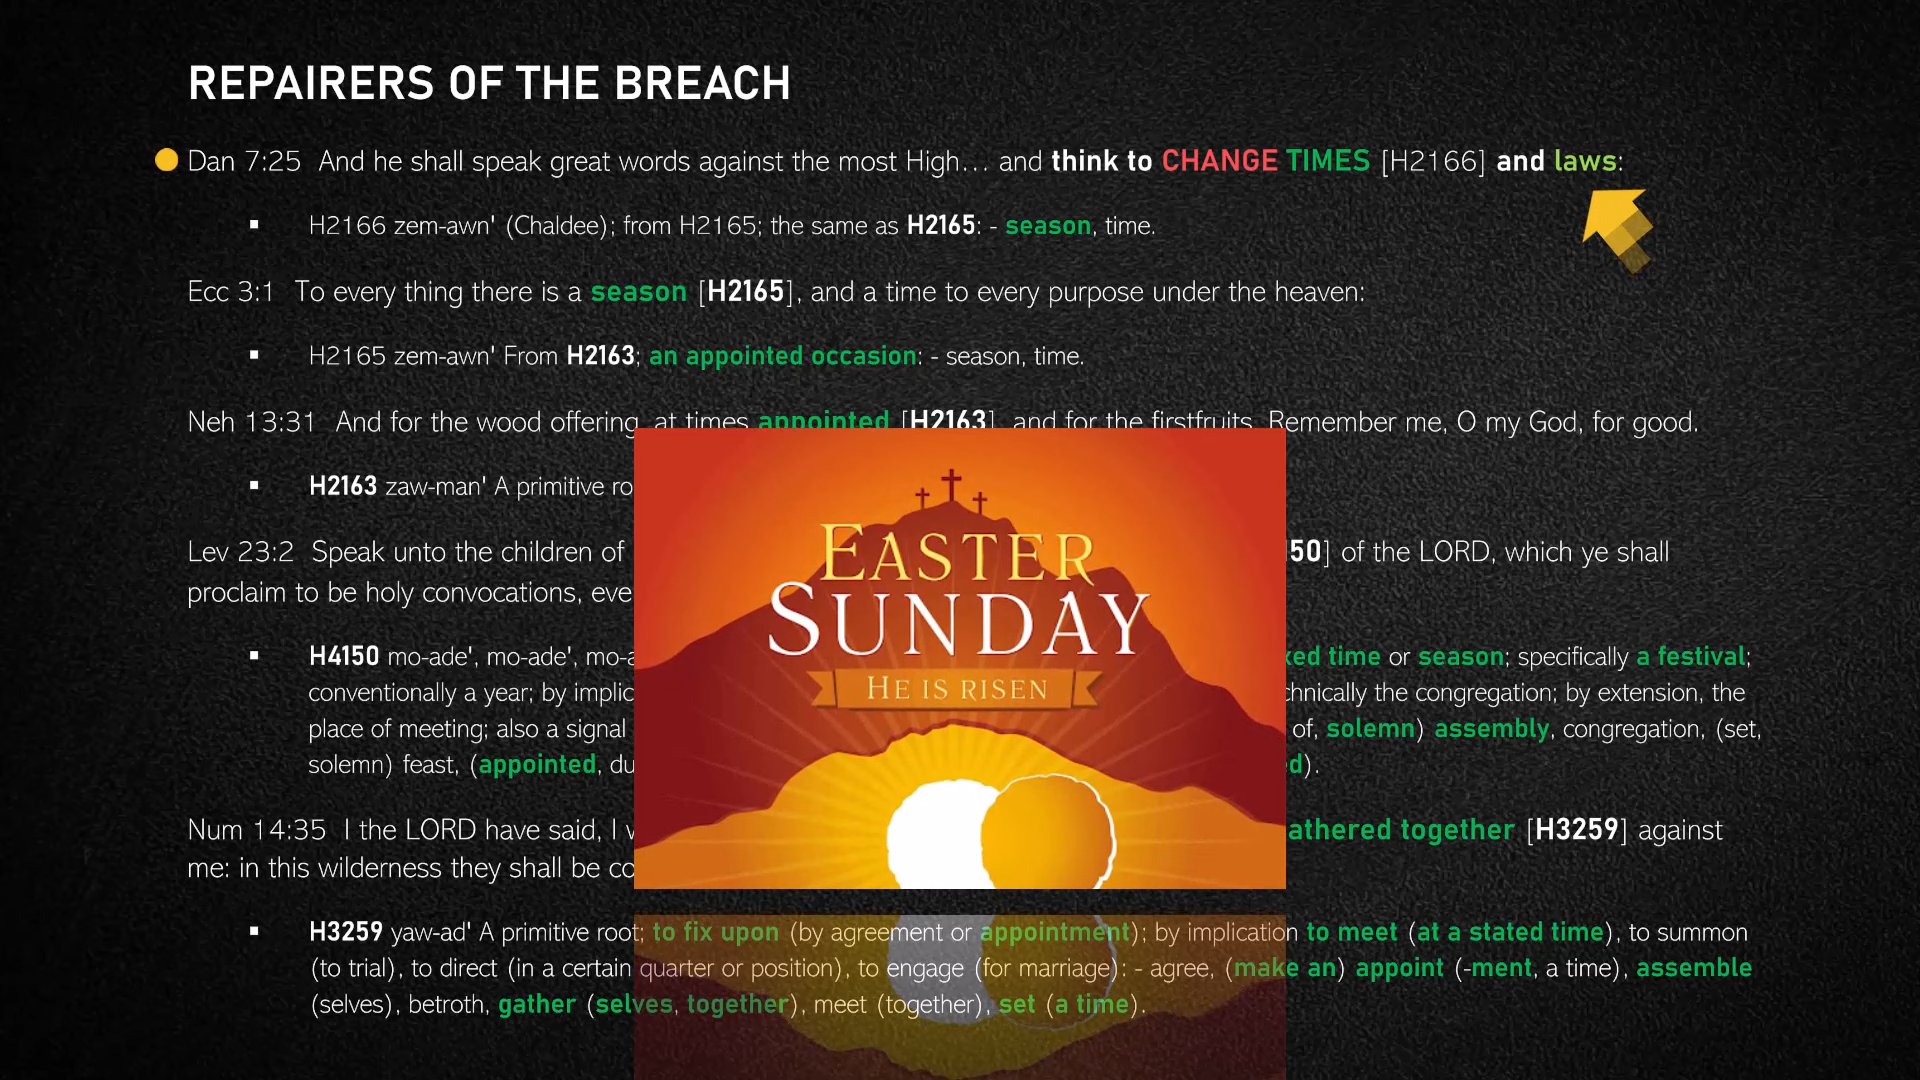 REPAIRERS OF THE BREACH
Dan 7:25 And he shall speak great words against the most High… and think to CHANGE TIMES [H2166] and laws:
▪ H2166 zem-awn' (Chaldee); from H2165; the same as H2165: - season, time.
Ecc 3:1 To every thing there is a season [H2165], and a time to every purpose under the heaven:
▪ H2165 zem-awn' From H2163; an appointed occasion: - season, time.
Neh 13:31 And for the wood offering, at times appointed [H2163], and for the firstfruits. Remember me, O my God, for good.
▪ H2163 zaw-man' A primitive
Lev 23:2 Speak unto the children of 50] of the LORD, which ye shall
proclaim to be holy convocations,
▪ H4150 mo-ade', mo-ade', time or season; specifically a festival;
conventionally a year; by the congregation; by extension, the
place of meeting; also a signal of, solemn) assembly, congregation, (set,
solemn) feast, (appointed, d).
Num 14:35 I the LORD have said, I together [H3259] against
me: in this wilderness they shall be
▪ H3259 yaw-ad' A primitive root; to fix upon (by agreement or appointment); by implication to meet (at a stated time), to summon
(to trial), to direct (in a certain quarter or position), to engage (for marriage): - agree, (make an) appoint (-ment, a time), assemble
(selves), betroth, gather (selves, together), meet (together), set (a time).
EASTER
SUNDAY
HE IS RISEN